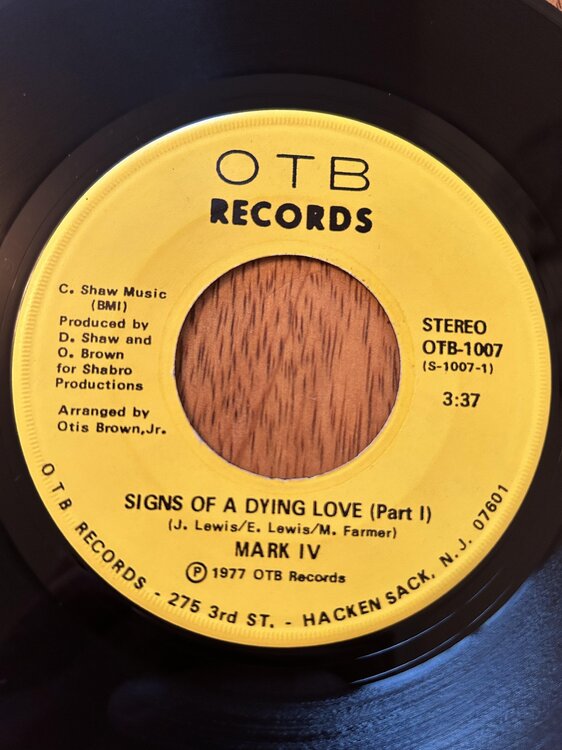 OTB
RECORDS
C. Shaw Music
(BMI)
Produced by
D. Shaw and
O. Brown
for Shabro
Productions
Arranged by
Otis Brown,Jr.
STEREO
OTB-1007
(S-1007-1)
3:37
SIGNS OF A DYING LOVE (Part I)
(J. Lewis/E. Lewis/M. Farmer)
MARK IV
Ⓟ 1977 OTB Records
OTB RECORDS - 275 3rd ST. - HACKEN SACK, N.J. 07601